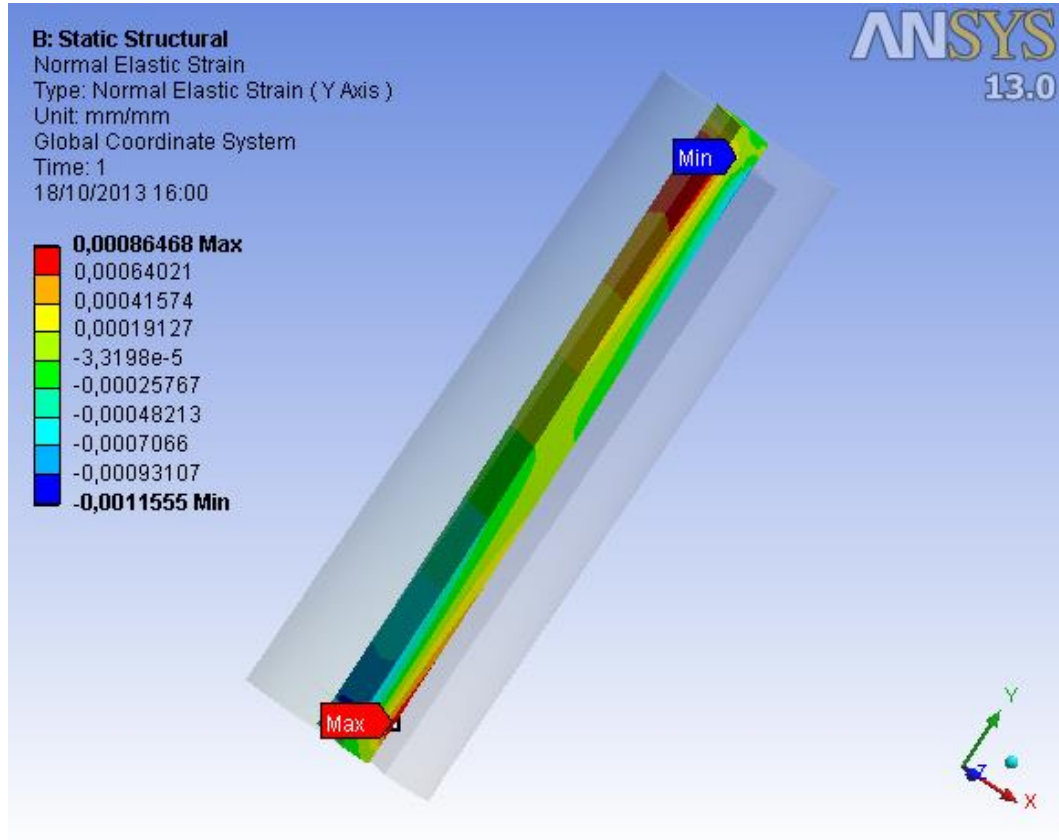 B: Static Structural
Normal Elastic Strain
Type: Normal Elastic Strain ( Y Axis )
Unit: mm/mm
Global Coordinate System
Time: 1
18/10/2013 16:00
0,00086468 Max
0,00064021
0,00041574
0,00019127
-3,3198e-5
-0,00025767
-0,00048213
-0,0007066
-0,00093107
-0,0011555 Min
ANSYS
13.0
Min
Max
Y
Z
X